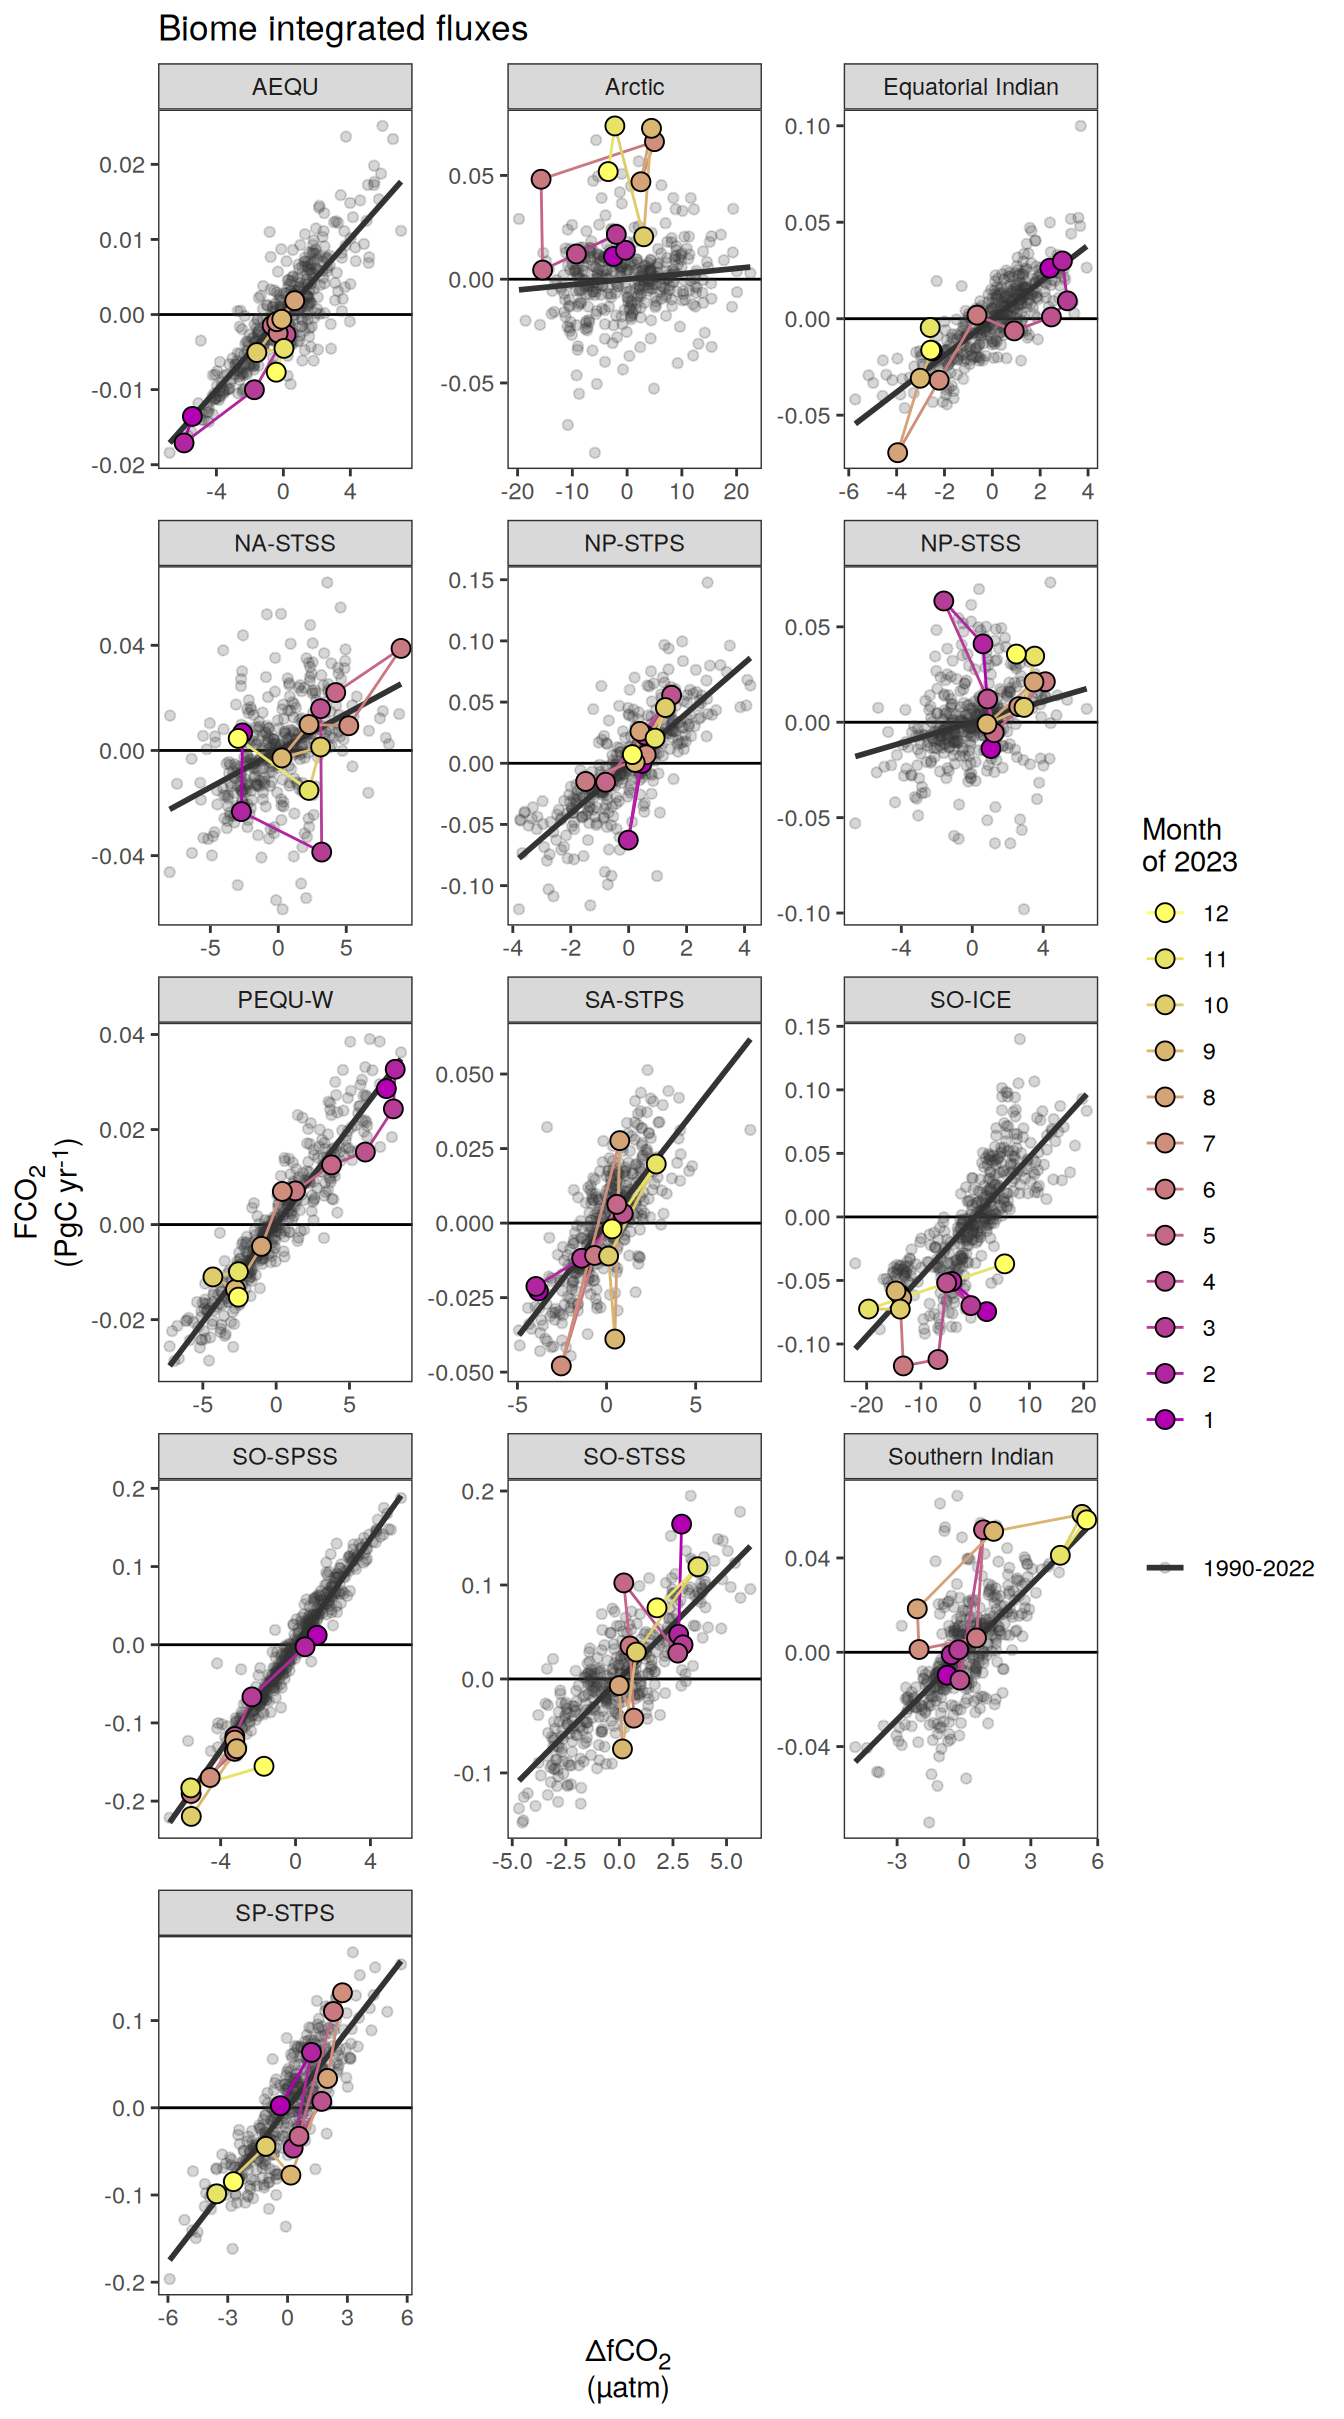 Biome integrated fluxes
AEQU
Arctic
Equatorial Indian
0.02
0.01
0.00
-0.01
-0.02
0.05
0.00
-0.05
0.10
0.05
0.00
-0.05
-4 0 4
-20 -10 0 10 20
-6 -4 -2 0 2 4
NA-STSS
NP-STPS
NP-STSS
0.04
0.00
-0.04
0.15
0.10
0.05
0.00
-0.05
-0.10
0.05
0.00
-0.05
-0.10
-5 0 5
-4 -2 0 2 4
-4 0 4
PEQU-W
SA-STPS
SO-ICE
0.04
0.02
0.00
-0.02
0.050
0.025
0.000
-0.025
-0.050
0.15
0.10
0.05
0.00
-0.05
-0.10
-5 0 5
-5 0 5
-20 -10 0 10 20
SO-SPSS
SO-STSS
Southern Indian
0.2
0.1
0.0
-0.1
-0.2
0.2
0.1
0.0
-0.1
0.04
0.00
-0.04
-4 0 4
-5.0 -2.5 0.0 2.5 5.0
-3 0 3 6
SP-STPS
0.1
0.0
-0.1
-0.2
-6 -3 0 3 6
FCO₂
(PgC yr⁻¹)
ΔfCO₂
(µatm)
Month
of 2023
12
11
10
9
8
7
6
5
4
3
2
1
1990-2022